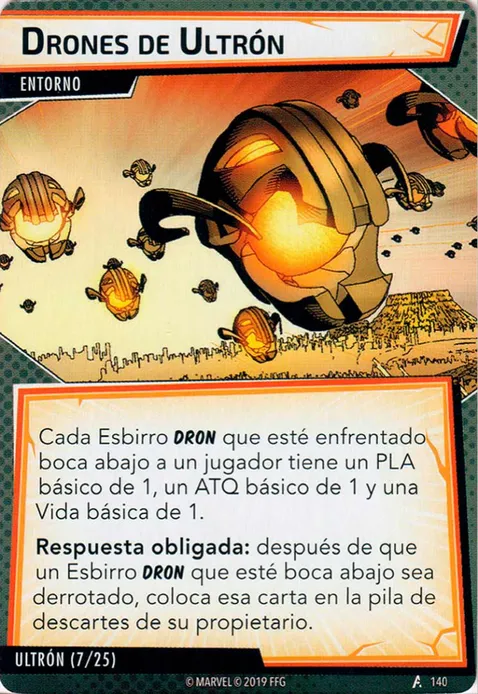 DRONES DE ULTRÓN
ENTORNO
Cada Esbirro DRON que esté enfrentado
boca abajo a un jugador tiene un PLA
básico de 1, un ATQ básico de 1 y una
Vida básica de 1.
Respuesta obligada: después de que
un Esbirro DRON que esté boca abajo sea
derrotado, coloca esa carta en la pila de
descartes de su propietario.
ULTRÓN (7/25)
© MARVEL © 2019 FFG
140